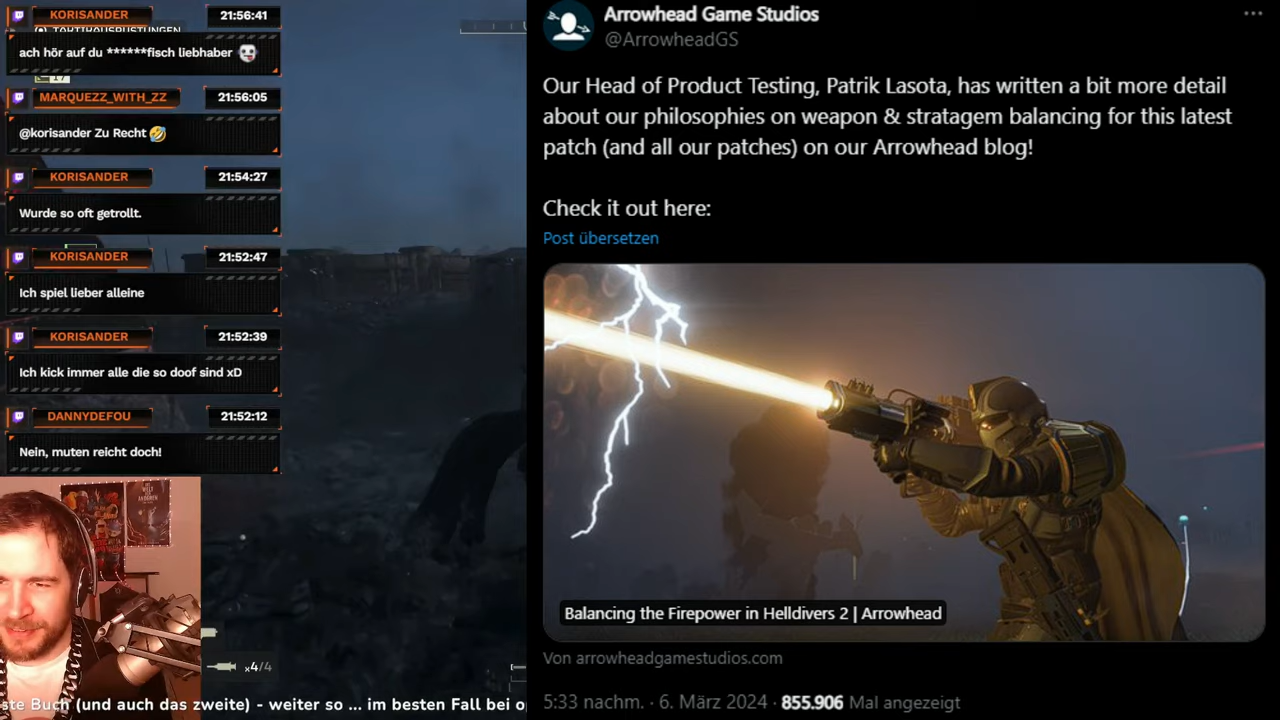 KORISANDER 21:56:41
ach hör auf du ******fisch liebhaber
MARQUEZZ_WITH_ZZ 21:56:05
@korisander Zu Recht 🤣
KORISANDER 21:54:27
Wurde so oft getrollt.
KORISANDER 21:52:47
Ich spiel lieber alleine
KORISANDER 21:52:39
Ich kick immer alle die so doof sind xD
DANNYDEFOU 21:52:12
Nein, muten reicht doch!
x4/4
ste Buch (und auch das zweite) - weiter so ... im besten Fall bei
Arrowhead Game Studios
@ArrowheadGS
Our Head of Product Testing, Patrik Lasota, has written a bit more detail
about our philosophies on weapon & stratagem balancing for this latest
patch (and all our patches) on our Arrowhead blog!
Check it out here:
Post übersetzen
Balancing the Firepower in Helldivers 2 | Arrowhead
Von arrowheadgamestudios.com
5:33 nachm. · 6. März 2024 · 855.906 Mal angezeigt